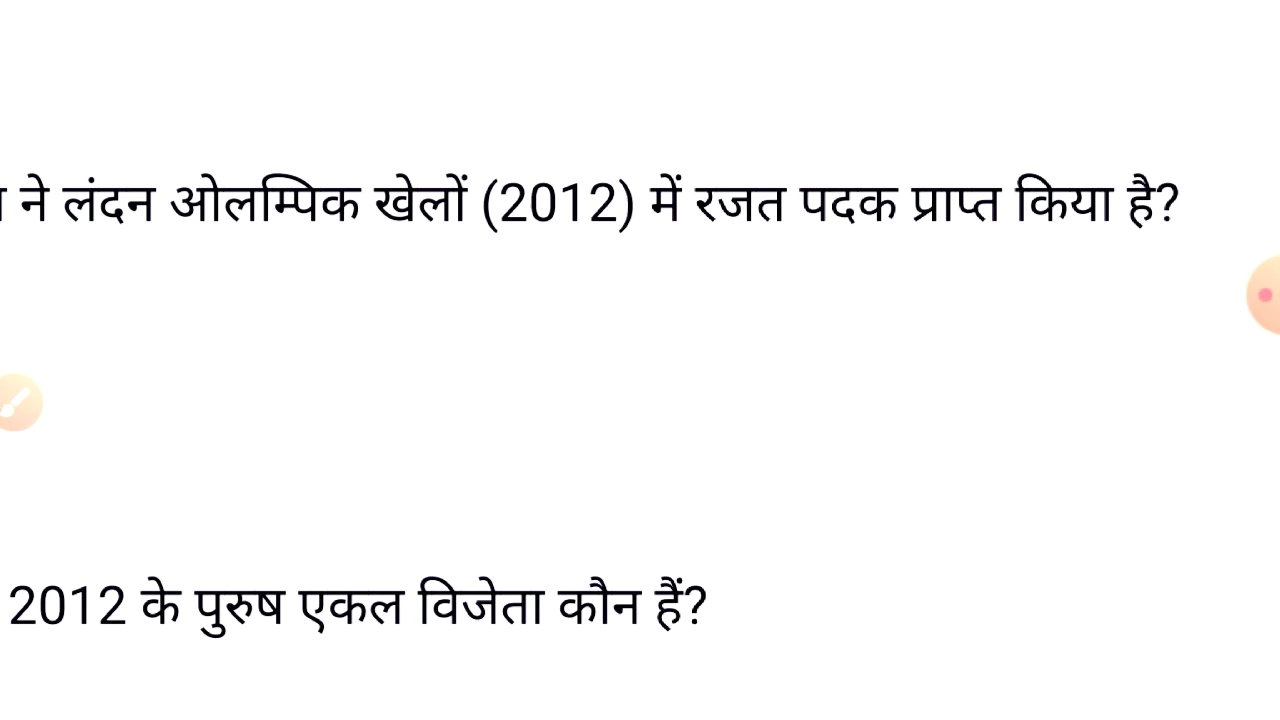 ने लंदन ओलम्पिक खेलों (2012) में रजत पदक प्राप्त किया है?
2012 के पुरुष एकल विजेता कौन हैं?